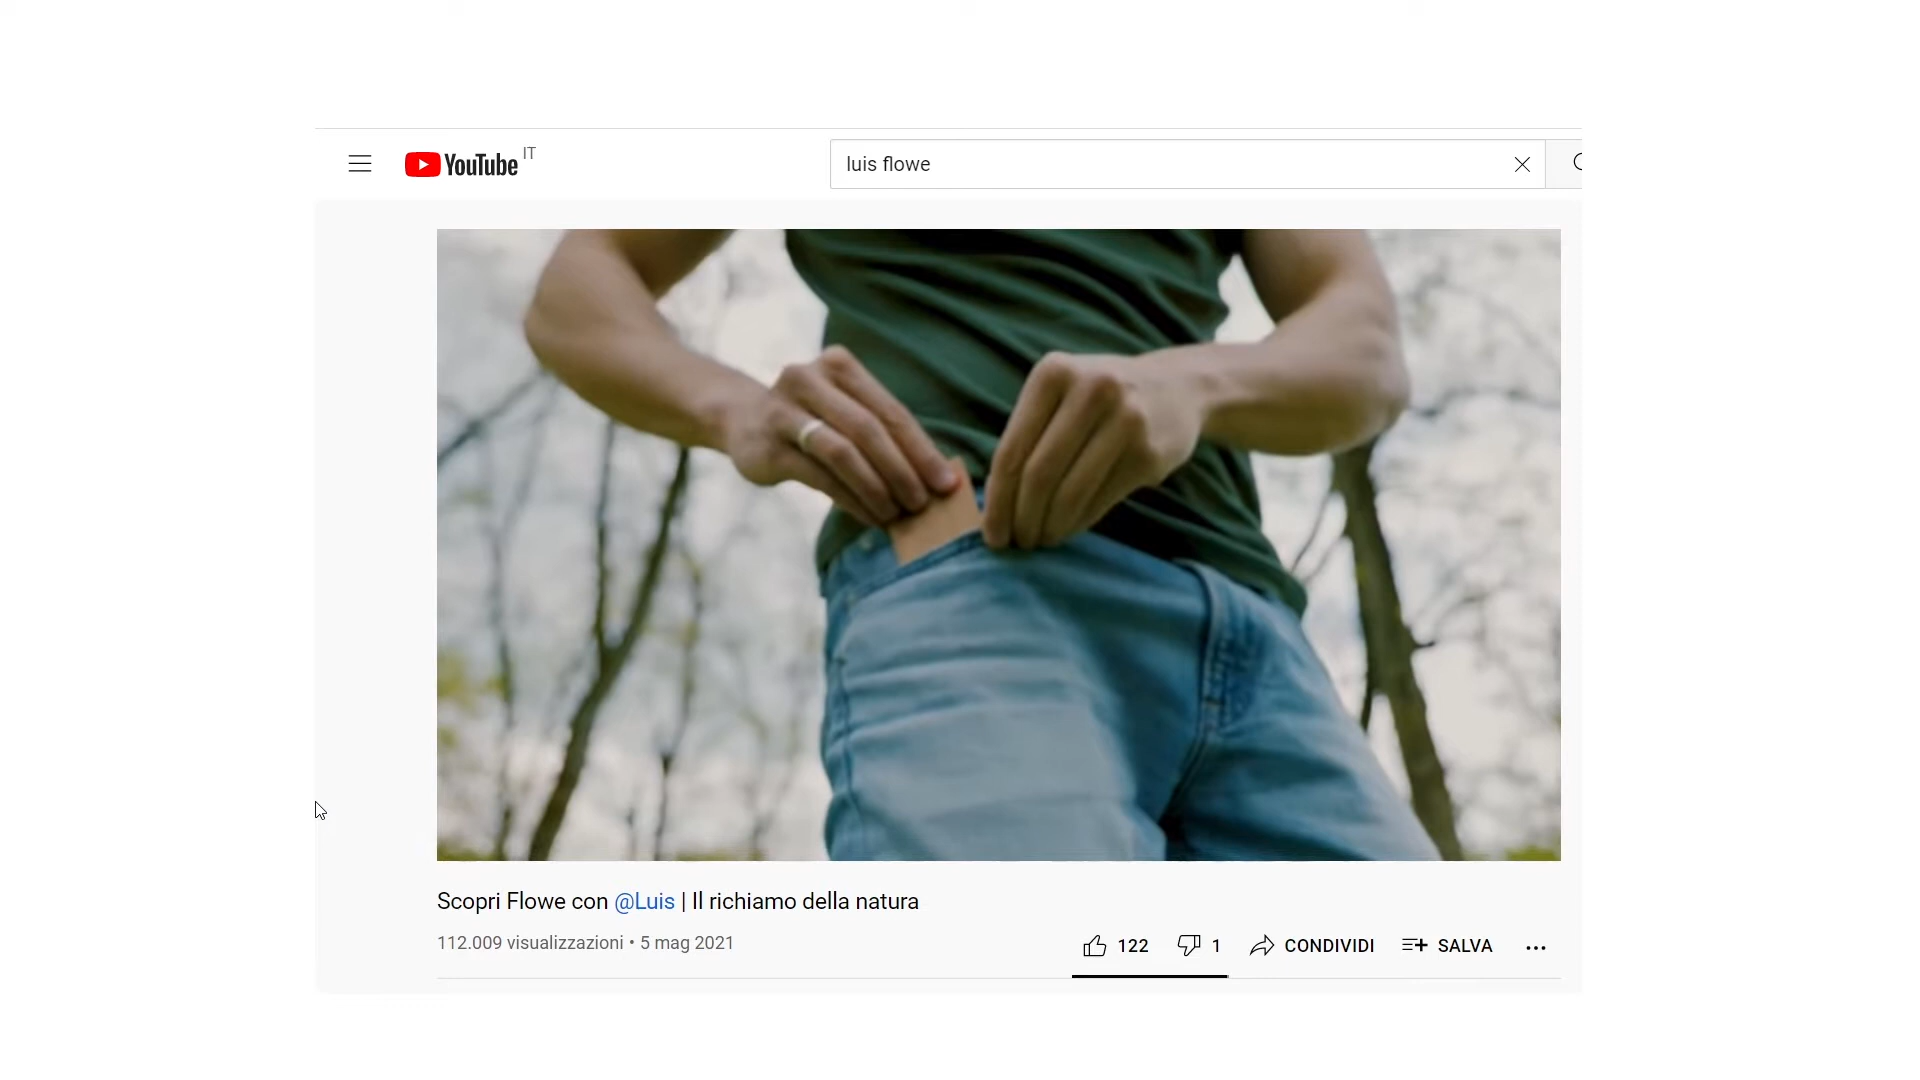 YouTube IT
luis flowe
Scopri Flowe con @Luis | Il richiamo della natura
112.009 visualizzazioni • 5 mag 2021
122 1 CONDIVIDI SALVA